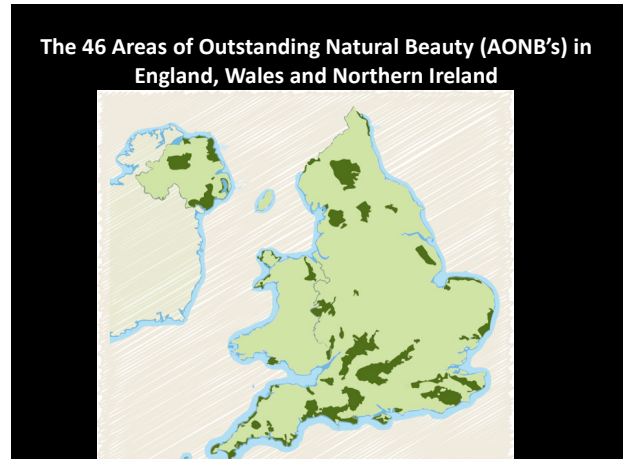 The 46 Areas of Outstanding Natural Beauty (AONB’s) in
England, Wales and Northern Ireland